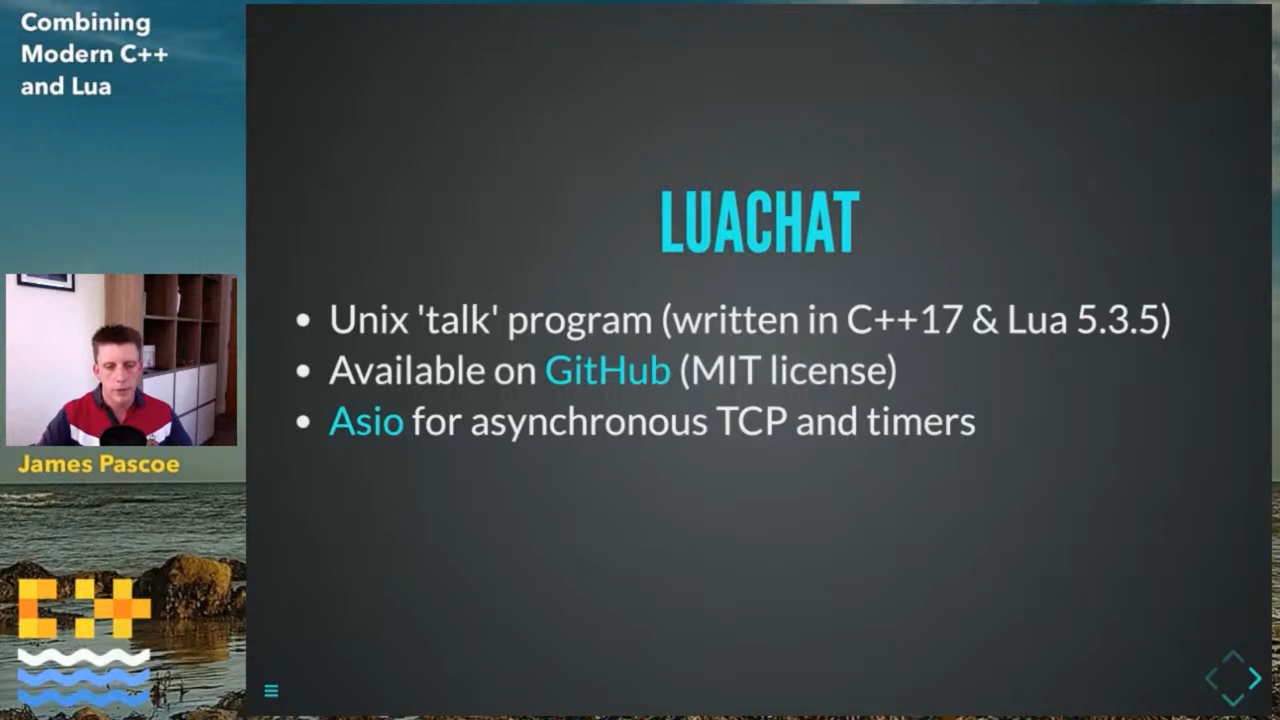 Combining
Modern C++
and Lua
LUACHAT
• Unix 'talk' program (written in C++17 & Lua 5.3.5)
• Available on GitHub (MIT license)
• Asio for asynchronous TCP and timers
James Pascoe
C++